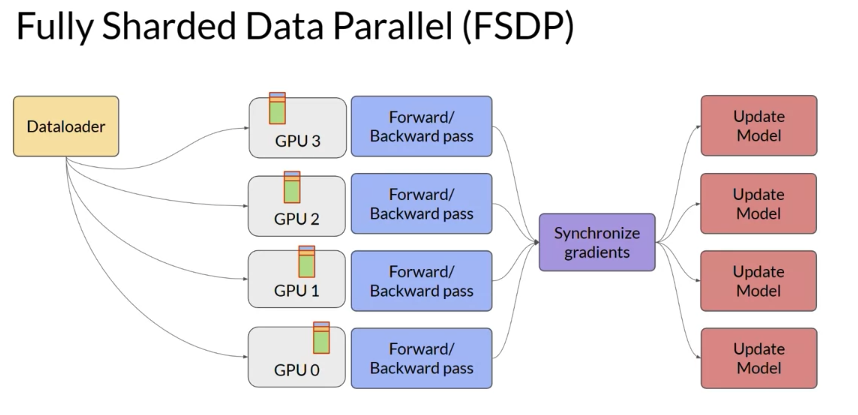 Fully Sharded Data Parallel (FSDP)
Dataloader
GPU 3
Forward/
Backward pass
Update
Model
GPU 2
Forward/
Backward pass
Update
Model
Synchronize
gradients
GPU 1
Forward/
Backward pass
Update
Model
GPU 0
Forward/
Backward pass
Update
Model